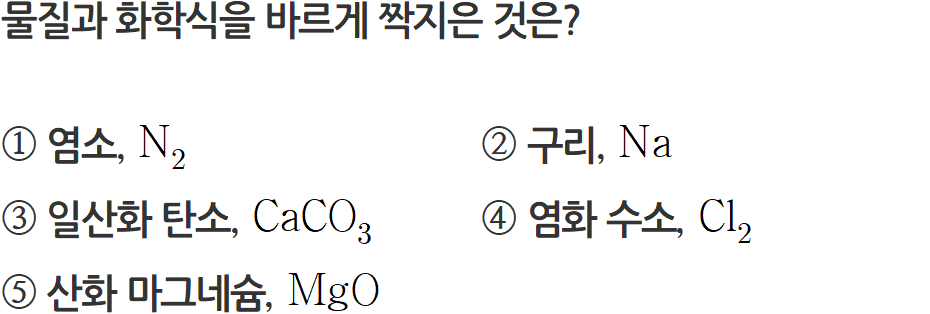 물질과 화학식을 바르게 짝지은 것은?
① 염소, N₂ ② 구리, Na
③ 일산화 탄소, CaCO₃ ④ 염화 수소, Cl₂
⑤ 산화 마그네슘, MgO